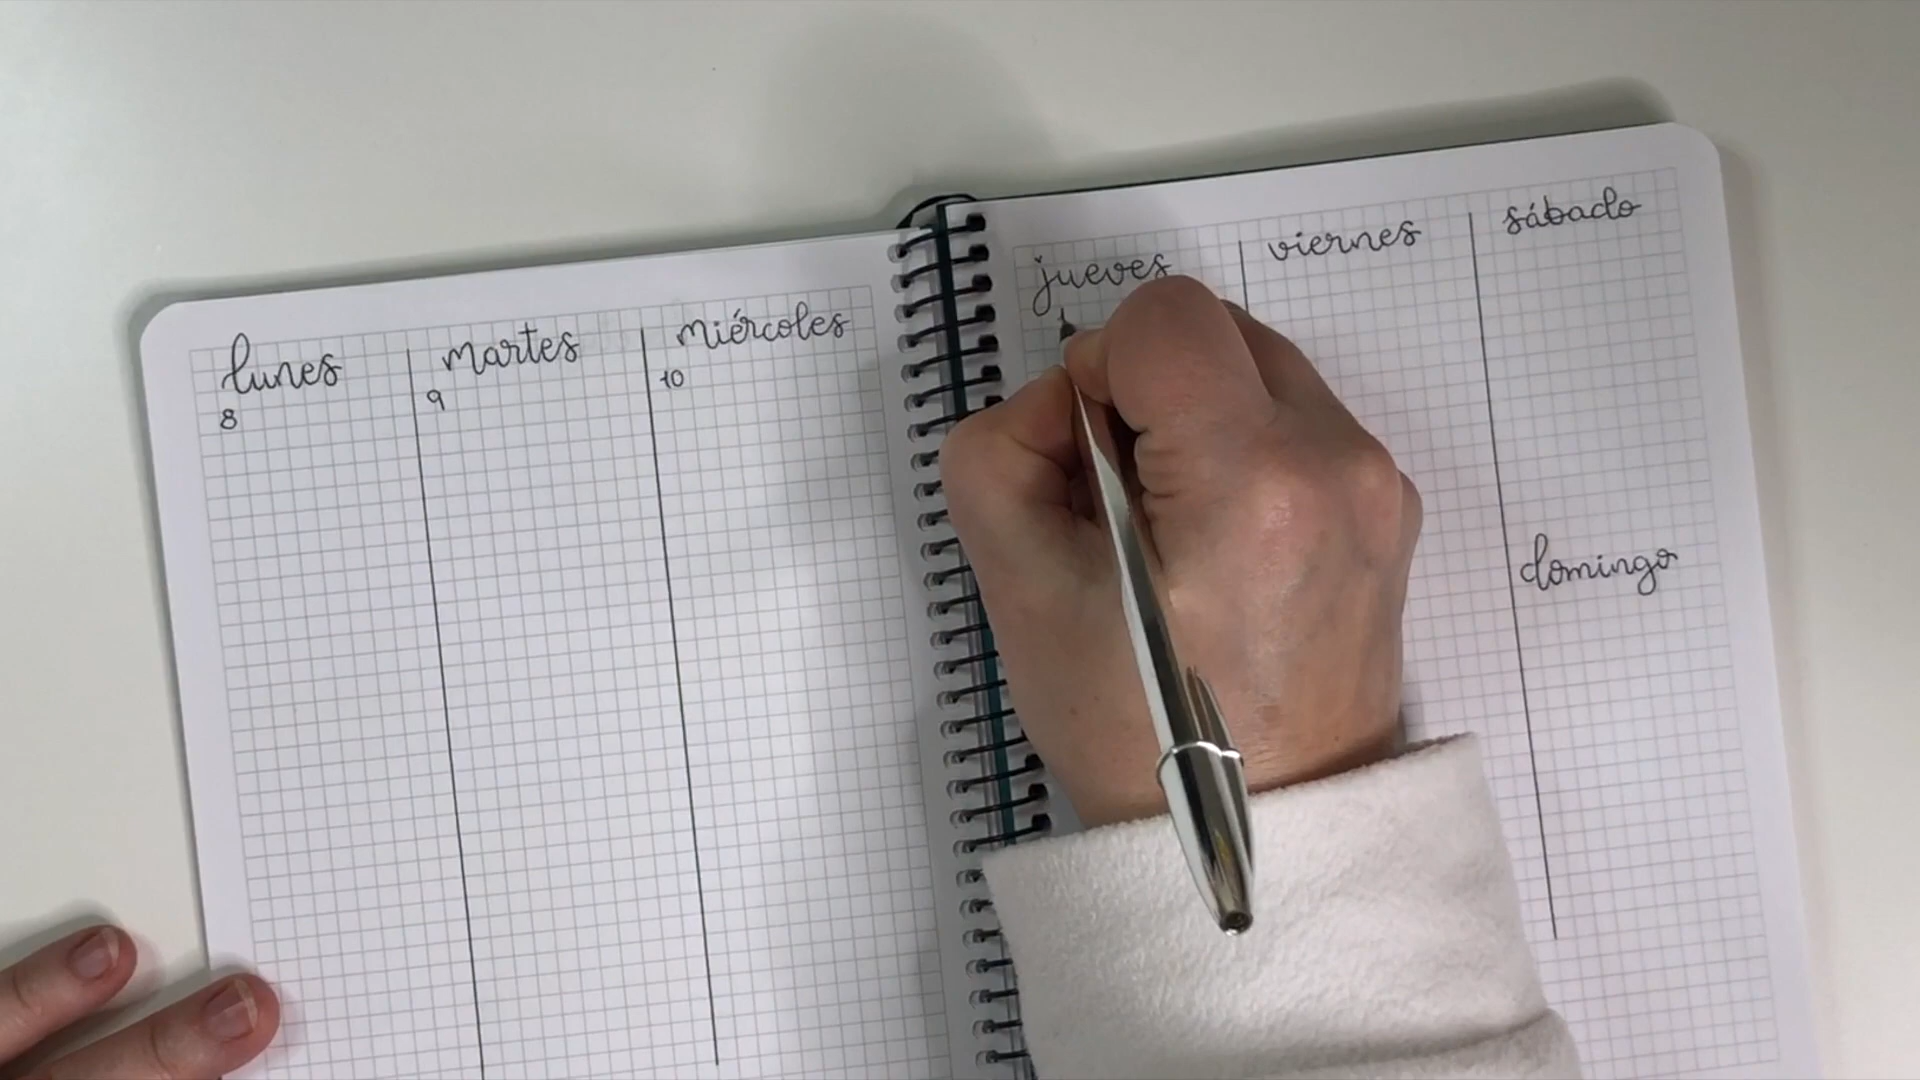 lunes
8
martes
9
miércoles
10
jueves
viernes
sábado
domingo